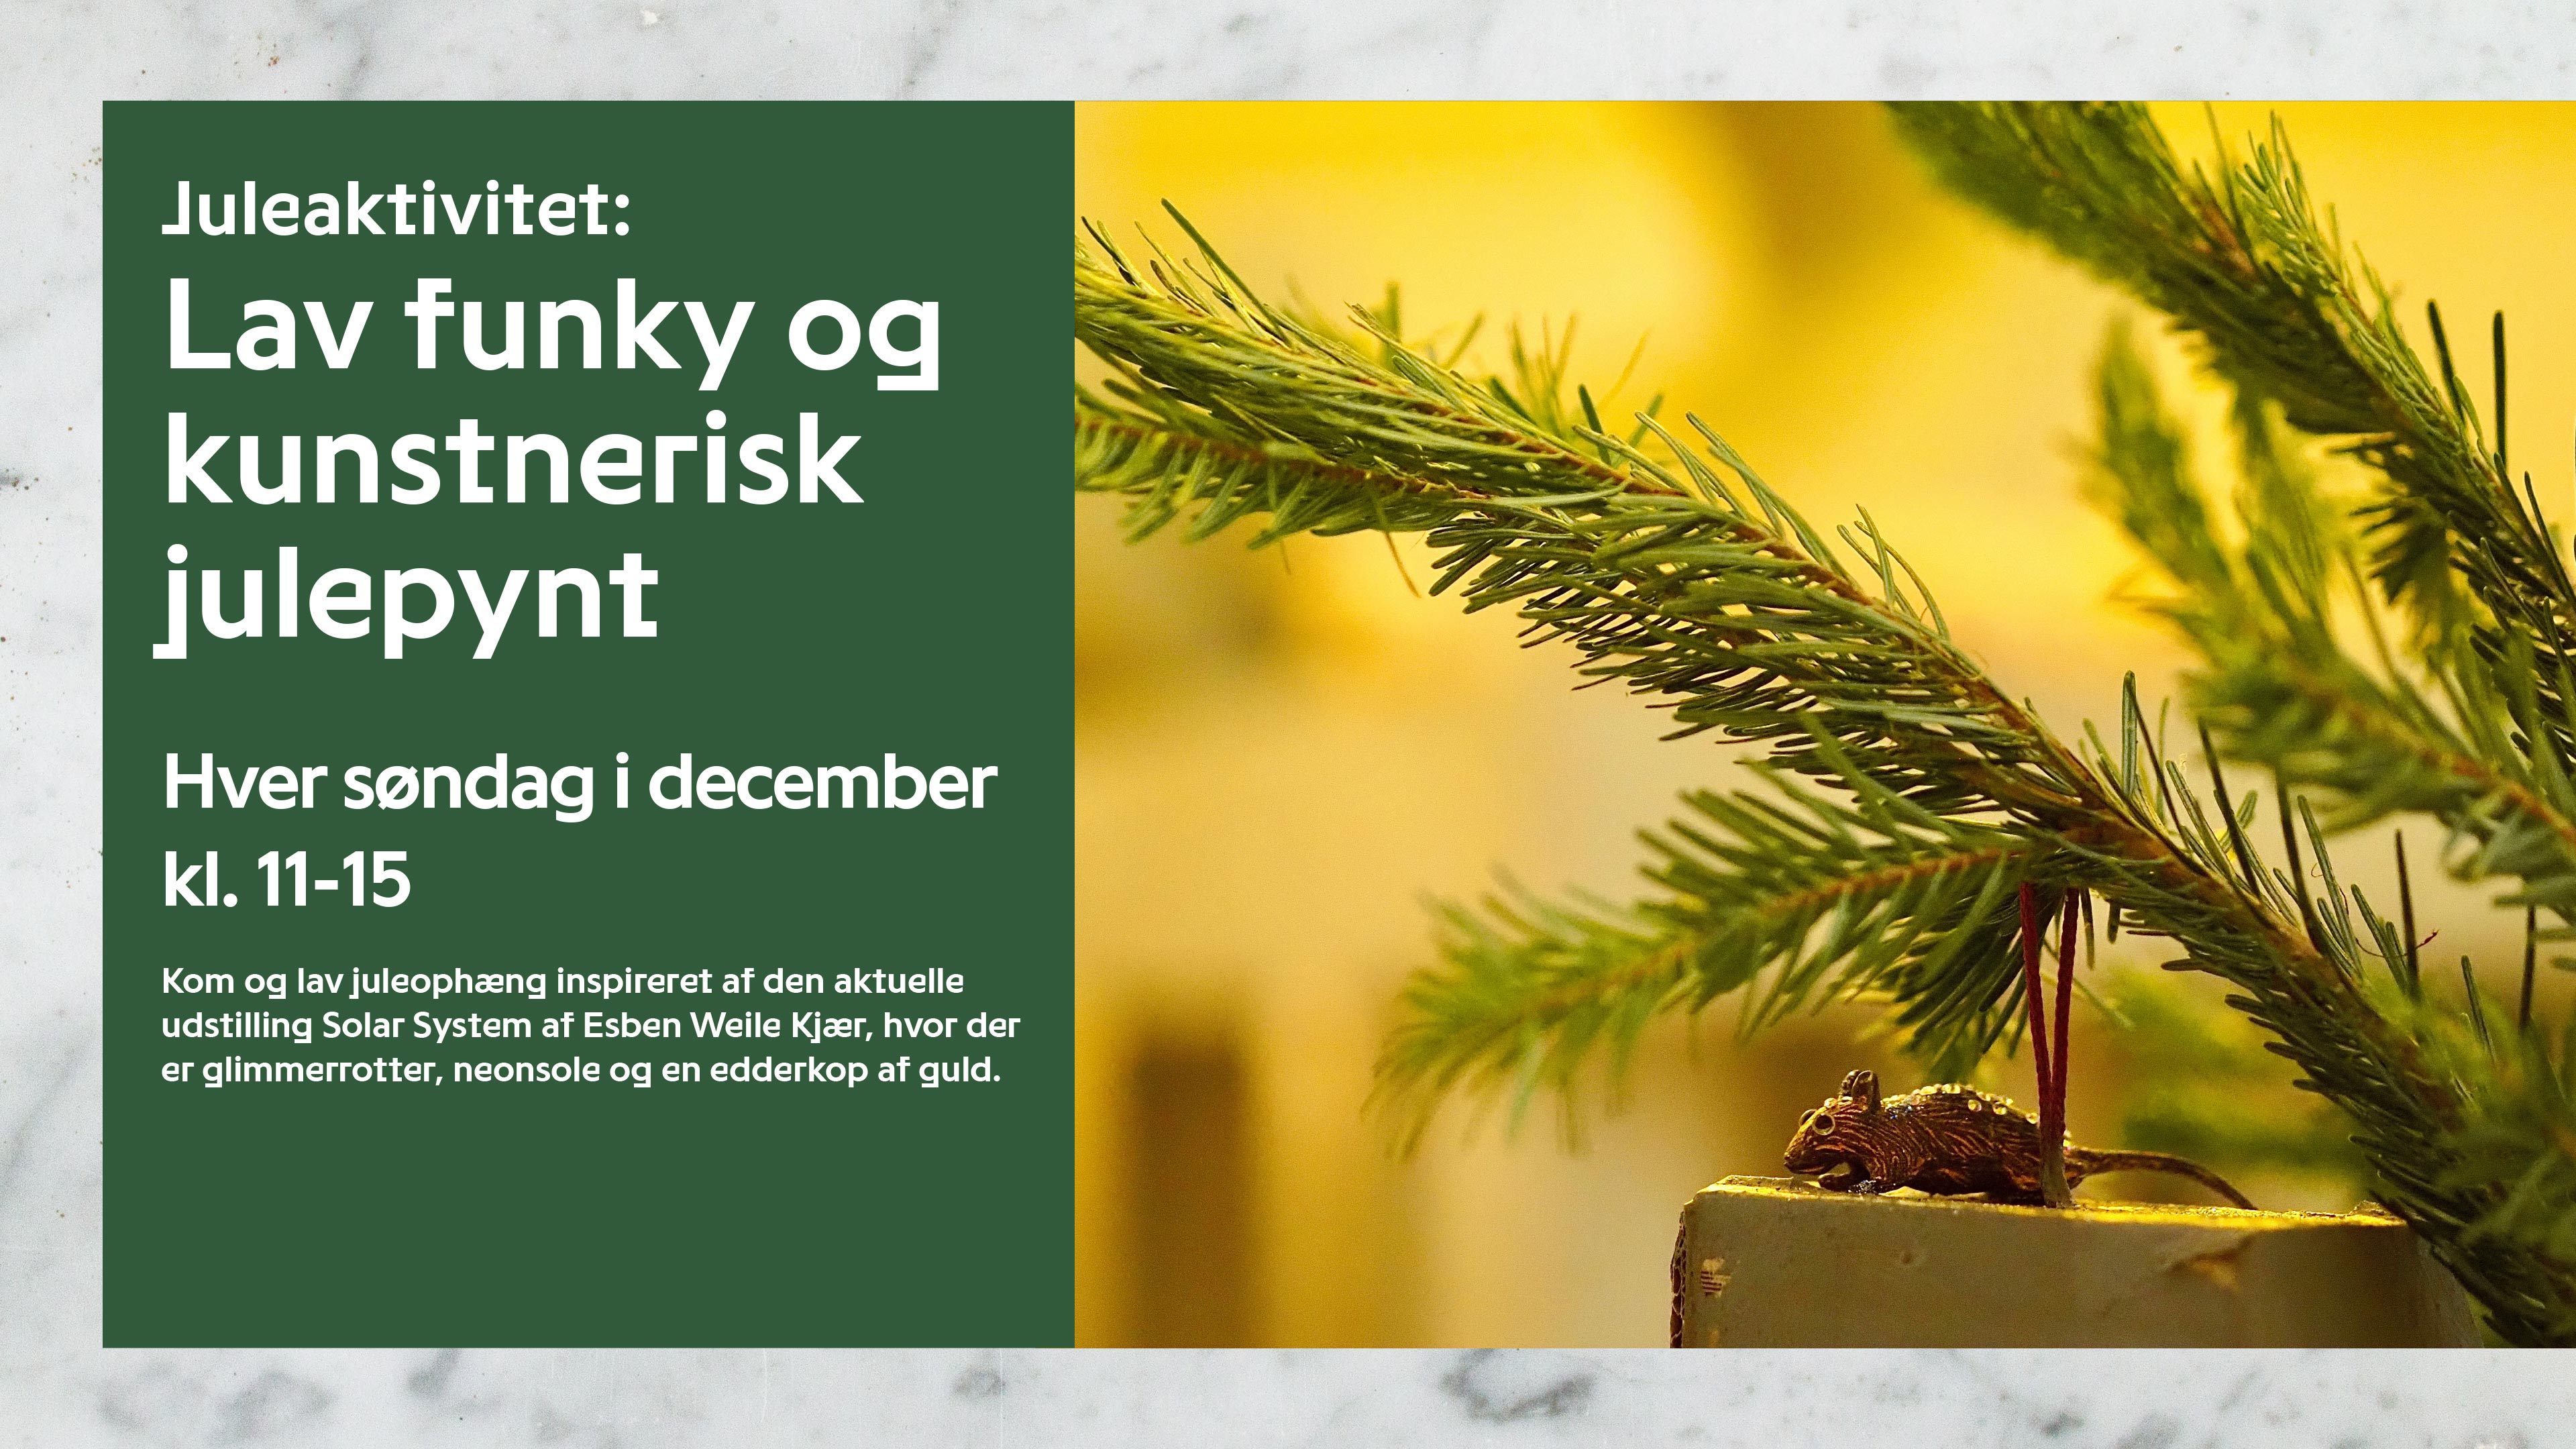 Juleaktivitet:
Lav funky og
kunstnerisk
julepynt
Hver søndag i december
kl. 11-15
Kom og lav juleophæng inspireret af den aktuelle
udstilling Solar System af Esben Weile Kjær, hvor der
er glimmerrotter, neonsole og en edderkop af guld.